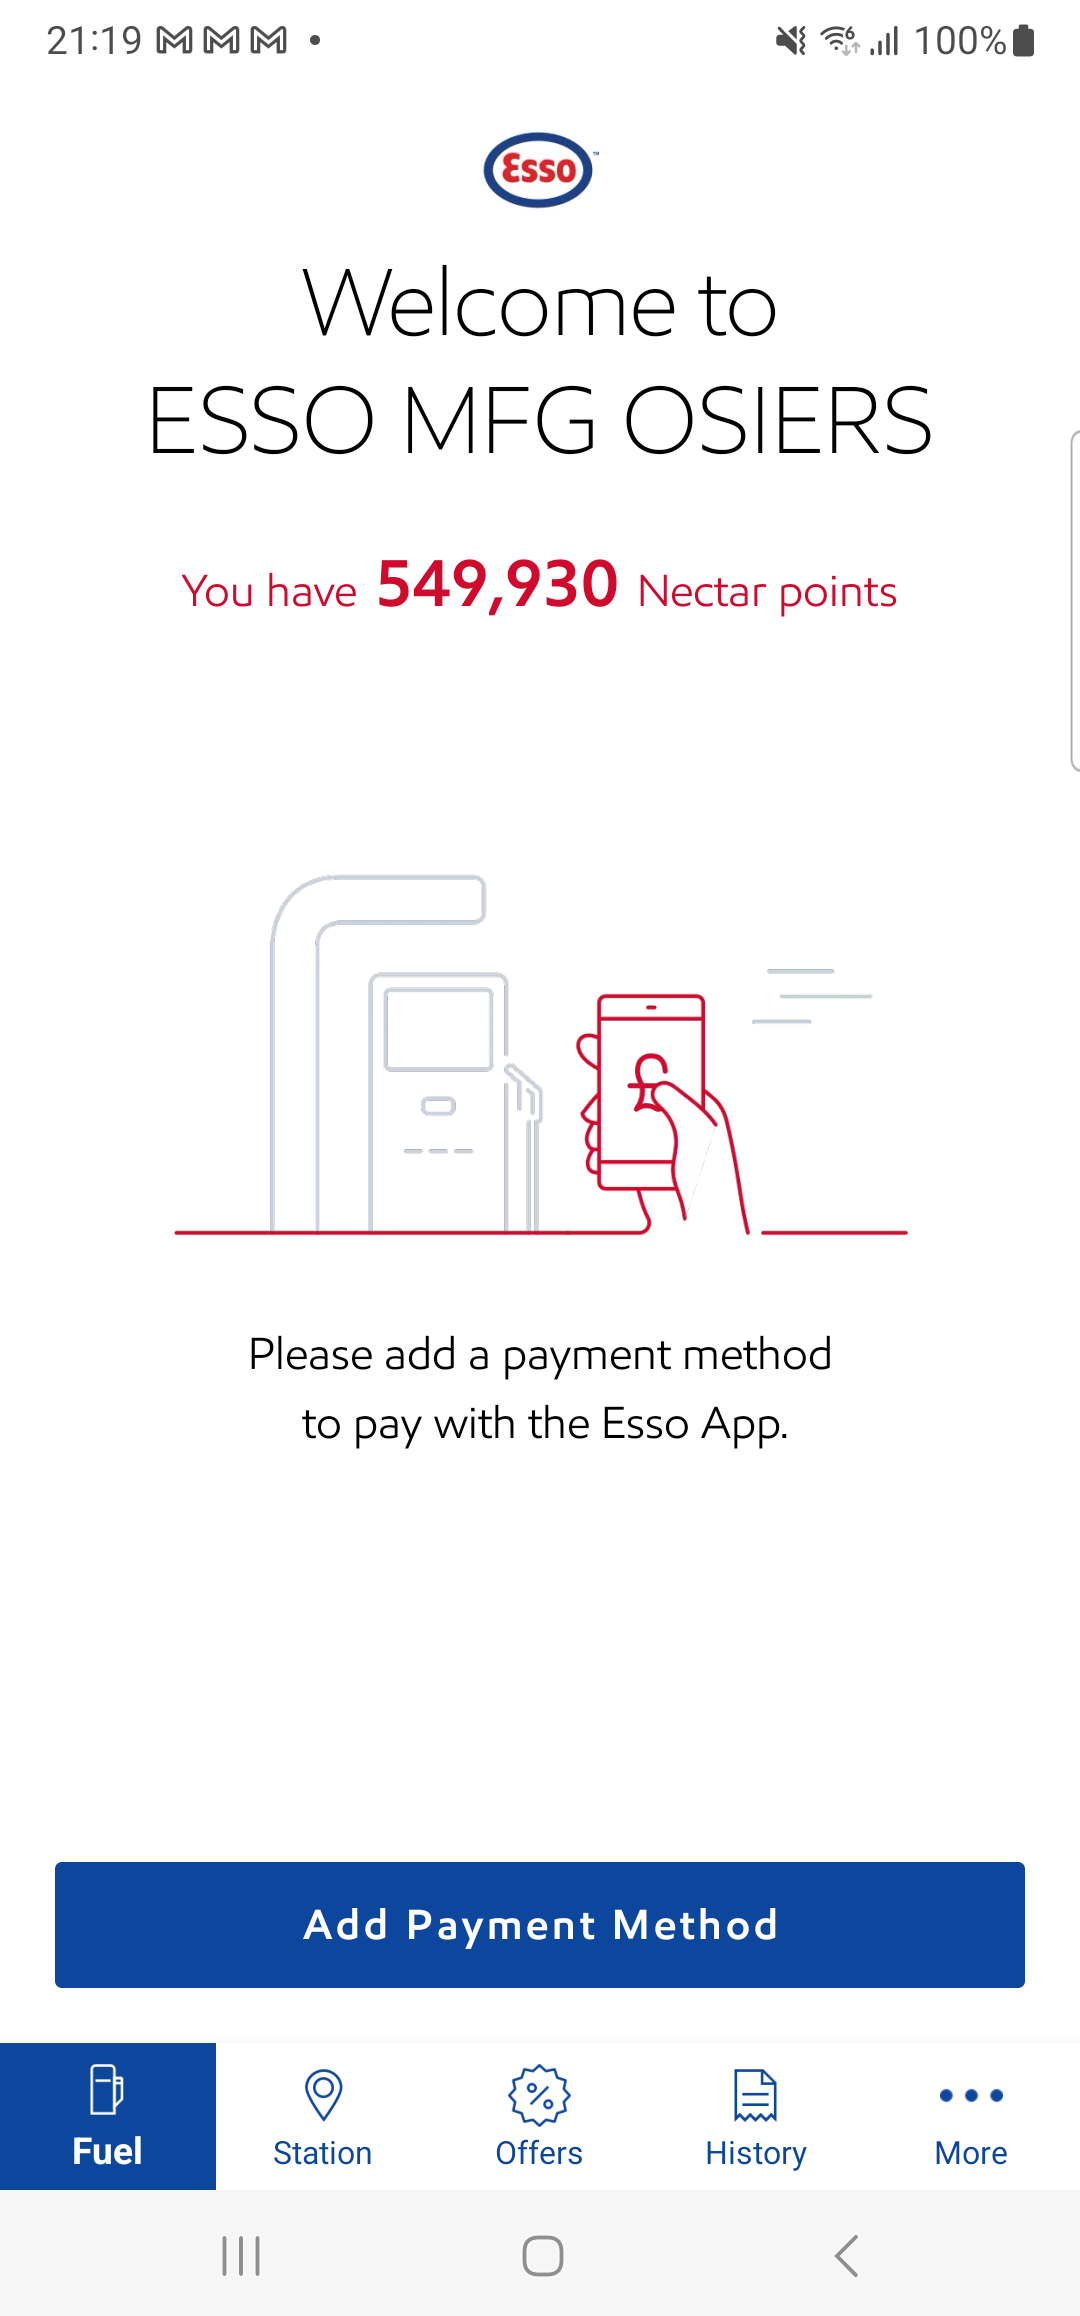 21:19
100%
Esso
Welcome to
ESSO MFG OSIERS
You have 549,930 Nectar points
£
Please add a payment method
to pay with the Esso App.
Add Payment Method
Fuel
Station
Offers
History
More